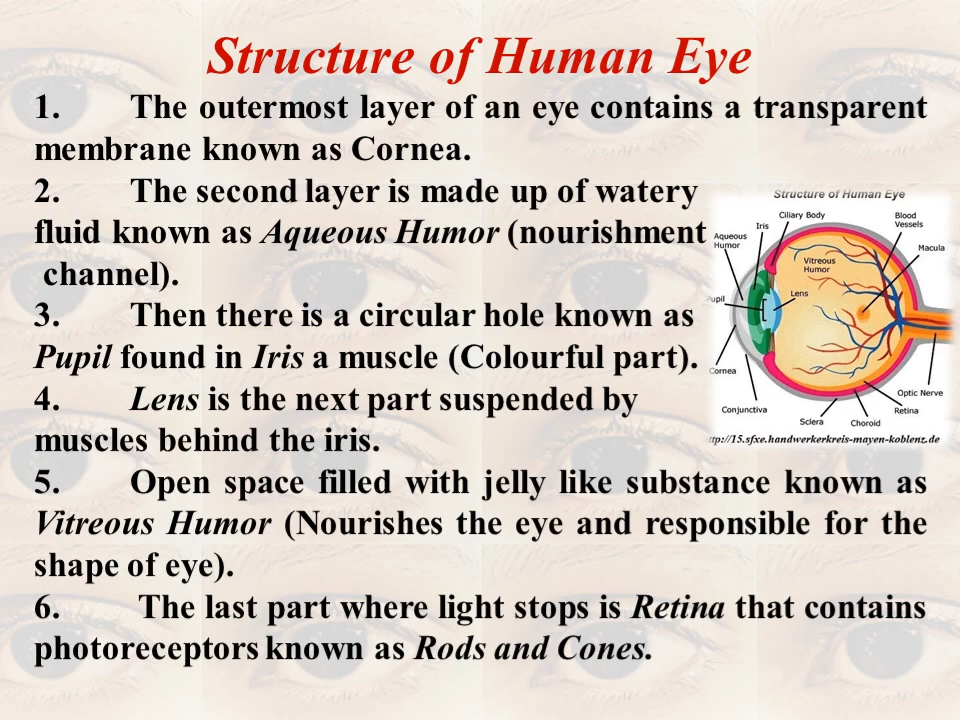 Structure of Human Eye
1. The outermost layer of an eye contains a transparent
membrane known as Cornea.
2. The second layer is made up of watery
fluid known as Aqueous Humor (nourishment
channel).
3. Then there is a circular hole known as
Pupil found in Iris a muscle (Colourful part).
4. Lens is the next part suspended by
muscles behind the iris.
5. Open space filled with jelly like substance known as
Vitreous Humor (Nourishes the eye and responsible for the
shape of eye).
6. The last part where light stops is Retina that contains
photoreceptors known as Rods and Cones.
Structure of Human Eye
Ciliary Body
Blood
Vessels
Iris
Aqueous
Humor
Macula
Vitreous
Humor
Lens
Pupil
Cornea
Optic Nerve
Conjunctiva
Retina
Sclera
Choroid
ttp://15.sfxe.handwerkerkreis-mayen-koblenz.de